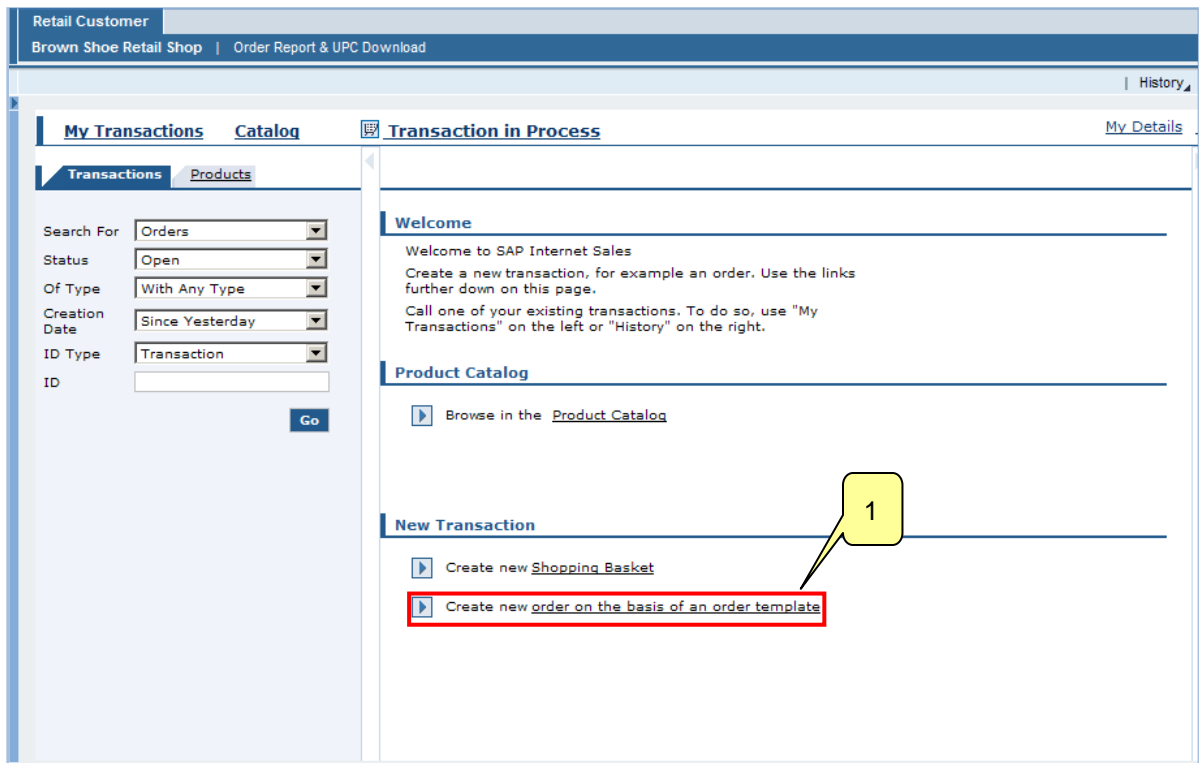 Retail Customer
Brown Shoe Retail Shop | Order Report & UPC Download
| History
My Transactions Catalog Transaction in Process My Details
Transactions Products
Search For Orders
Status Open
Of Type With Any Type
Creation
Date Since Yesterday
ID Type Transaction
ID
Go
Welcome
Welcome to SAP Internet Sales
Create a new transaction, for example an order. Use the links
further down on this page.
Call one of your existing transactions. To do so, use "My
Transactions" on the left or "History" on the right.
Product Catalog
Browse in the Product Catalog
1
New Transaction
Create new Shopping Basket
Create new order on the basis of an order template